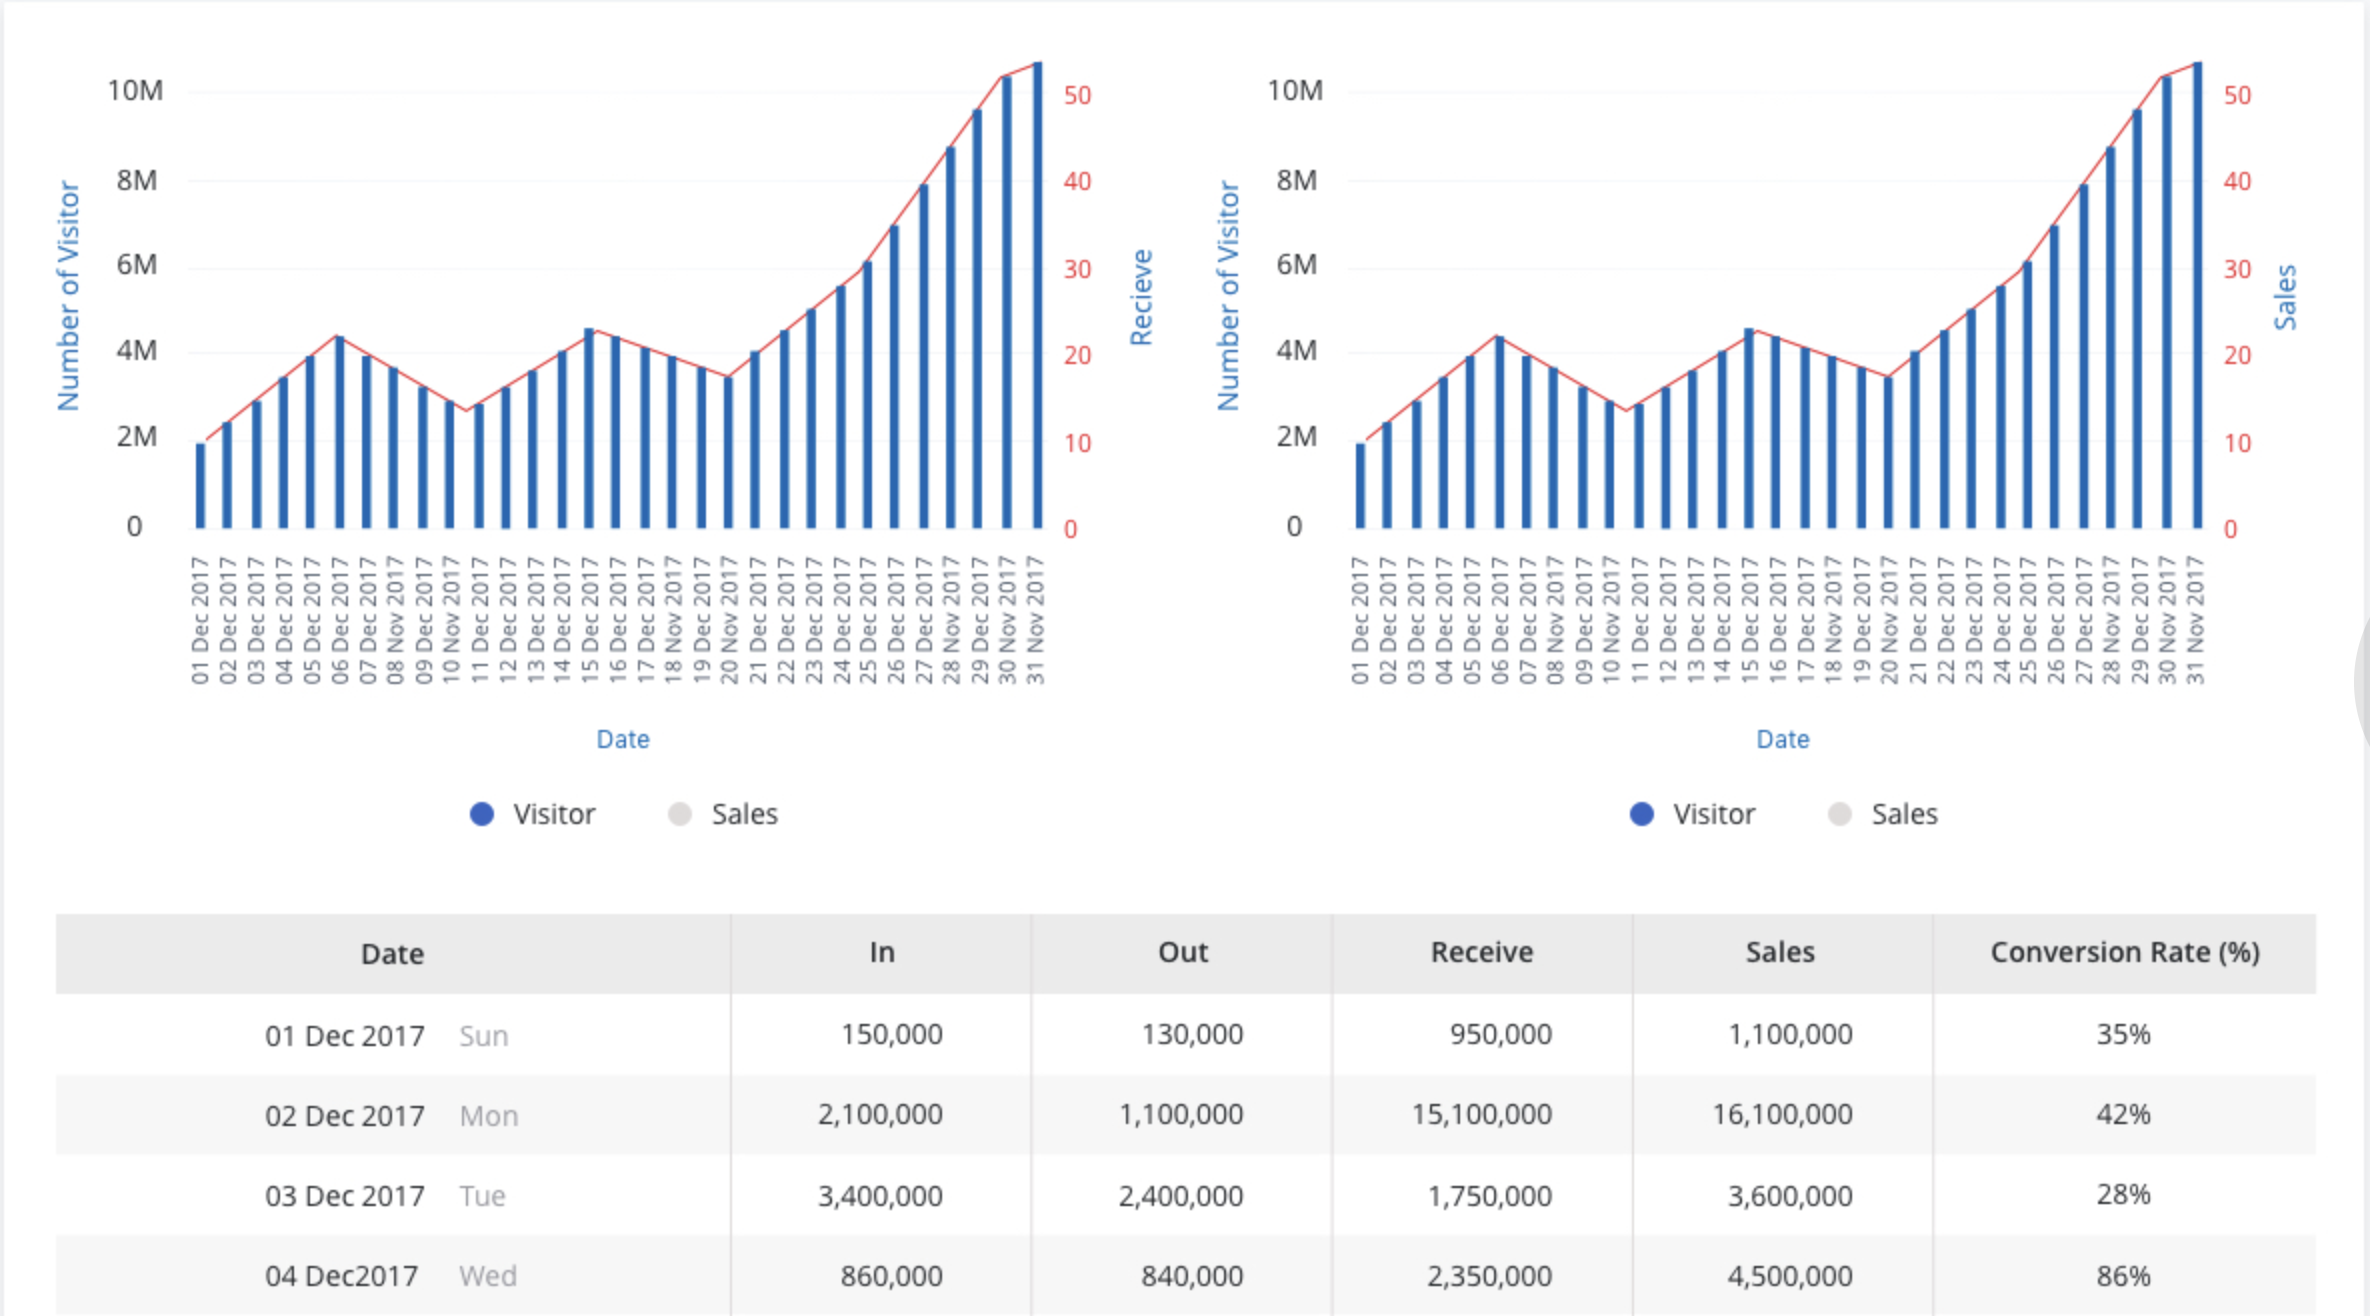 10M
8M
6M
4M
2M
0
Number of Visitor
50
40
30
20
10
0
Recieve
01 Dec 2017
02 Dec 2017
03 Dec 2017
04 Dec 2017
05 Dec 2017
06 Dec 2017
07 Dec 2017
08 Nov 2017
09 Dec 2017
10 Nov 2017
11 Dec 2017
12 Dec 2017
13 Dec 2017
14 Dec 2017
15 Dec 2017
16 Dec 2017
17 Dec 2017
18 Nov 2017
19 Dec 2017
20 Nov 2017
21 Dec 2017
22 Dec 2017
23 Dec 2017
24 Dec 2017
25 Dec 2017
26 Dec 2017
27 Dec 2017
28 Nov 2017
29 Dec 2017
30 Nov 2017
31 Nov 2017
Date
Visitor Sales
10M
8M
6M
4M
2M
0
Number of Visitor
50
40
30
20
10
0
Sales
01 Dec 2017
02 Dec 2017
03 Dec 2017
04 Dec 2017
05 Dec 2017
06 Dec 2017
07 Dec 2017
08 Nov 2017
09 Dec 2017
10 Nov 2017
11 Dec 2017
12 Dec 2017
13 Dec 2017
14 Dec 2017
15 Dec 2017
16 Dec 2017
17 Dec 2017
18 Nov 2017
19 Dec 2017
20 Nov 2017
21 Dec 2017
22 Dec 2017
23 Dec 2017
24 Dec 2017
25 Dec 2017
26 Dec 2017
27 Dec 2017
28 Nov 2017
29 Dec 2017
30 Nov 2017
31 Nov 2017
Date
Visitor Sales
Date In Out Receive Sales Conversion Rate (%)
01 Dec 2017 Sun 150,000 130,000 950,000 1,100,000 35%
02 Dec 2017 Mon 2,100,000 1,100,000 15,100,000 16,100,000 42%
03 Dec 2017 Tue 3,400,000 2,400,000 1,750,000 3,600,000 28%
04 Dec2017 Wed 860,000 840,000 2,350,000 4,500,000 86%